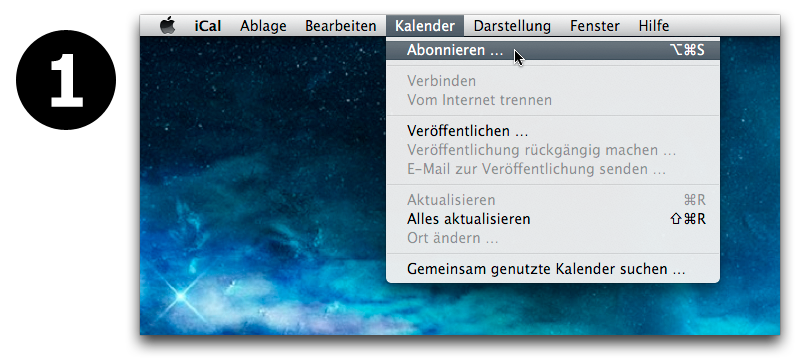 1
iCal Ablage Bearbeiten Kalender Darstellung Fenster Hilfe
Abonnieren ... ⌥⌘S
Verbinden
Vom Internet trennen
Veröffentlichen ...
Veröffentlichung rückgängig machen ...
E-Mail zur Veröffentlichung senden ...
Aktualisieren ⌘R
Alles aktualisieren ⇧⌘R
Ort ändern ...
Gemeinsam genutzte Kalender suchen ...